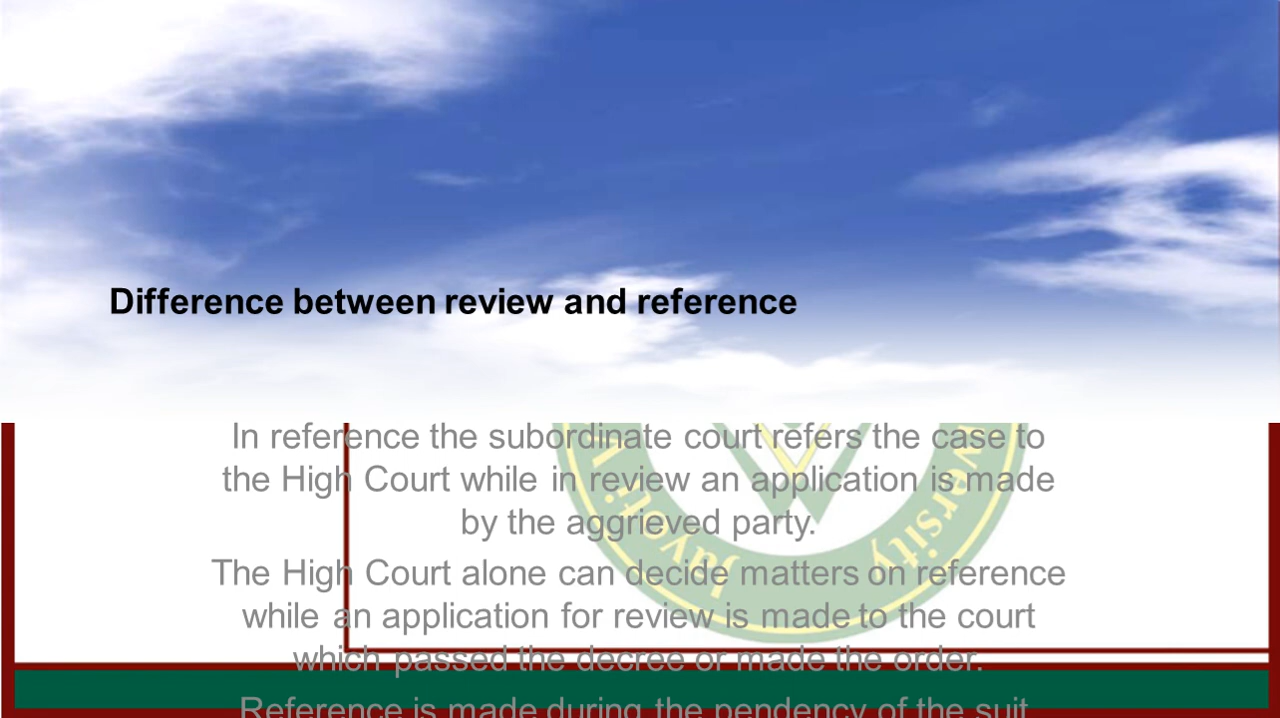 Difference between review and reference
In reference the subordinate court refers the case to
the High Court while in review an application is made
by the aggrieved party.
The High Court alone can decide matters on reference
while an application for review is made to the court
which passed the decree or made the order.
Reference is made during the pendency of the suit
Jayoti V
versity